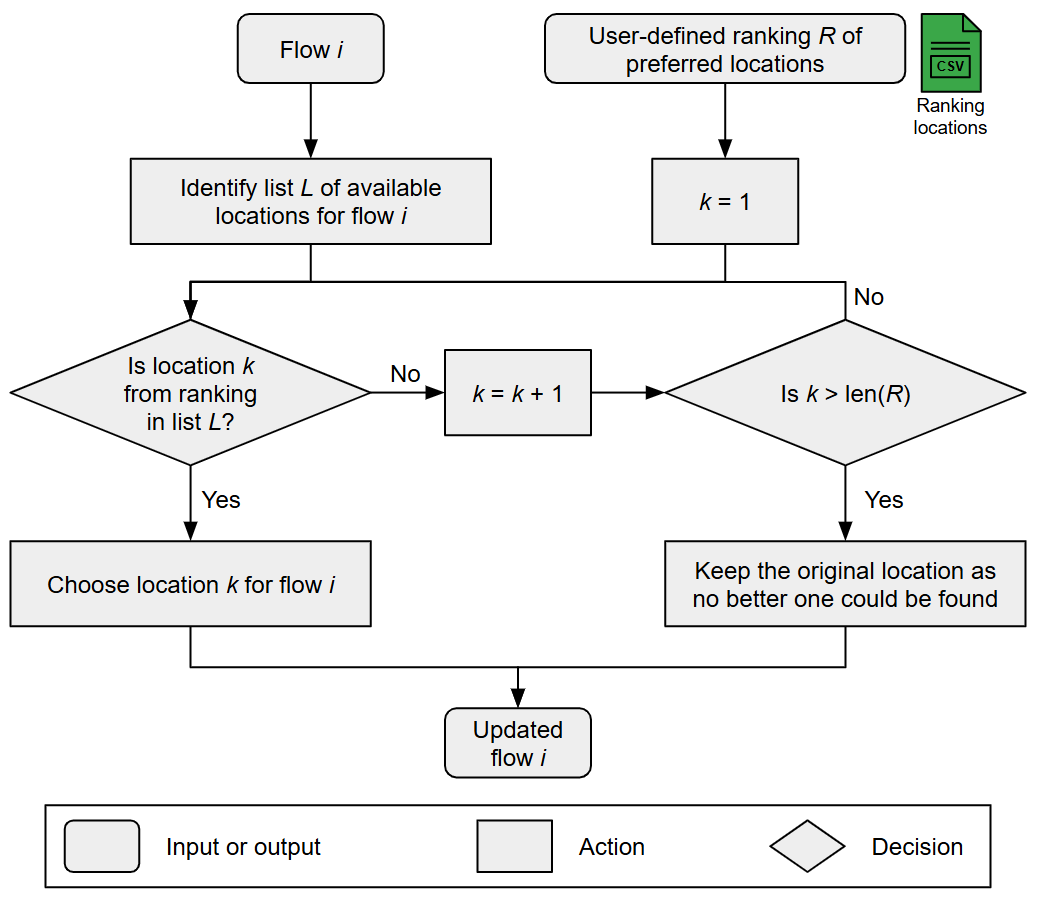 Flow i
User-defined ranking R of
preferred locations
CSV
Ranking
locations
Identify list L of available
locations for flow i
k = 1
No
Is location k
from ranking
in list L?
No
k = k + 1
Is k > len(R)
Yes
Yes
Choose location k for flow i
Keep the original location as
no better one could be found
Updated
flow i
Input or output
Action
Decision